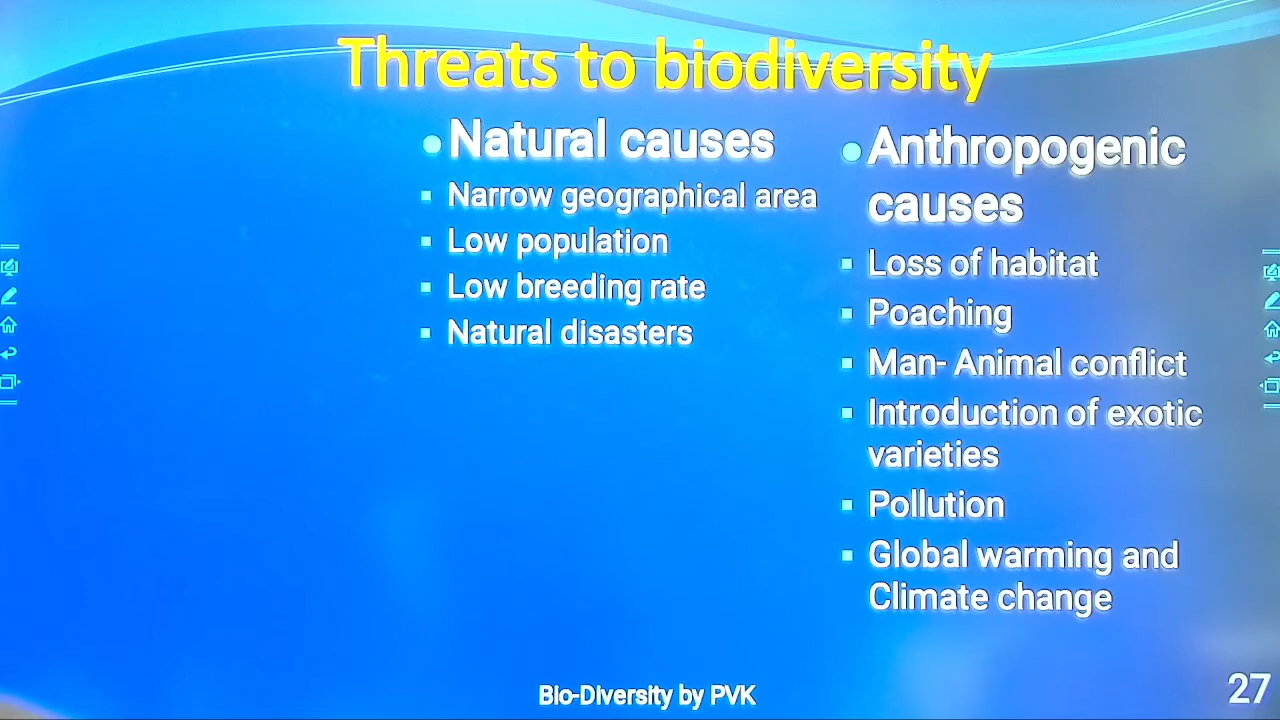 Threats to biodiversity
Natural causes
Narrow geographical area
Low population
Low breeding rate
Natural disasters
Anthropogenic
causes
Loss of habitat
Poaching
Man- Animal conflict
Introduction of exotic
varieties
Pollution
Global warming and
Climate change
Bio-Diversity by PVK
27